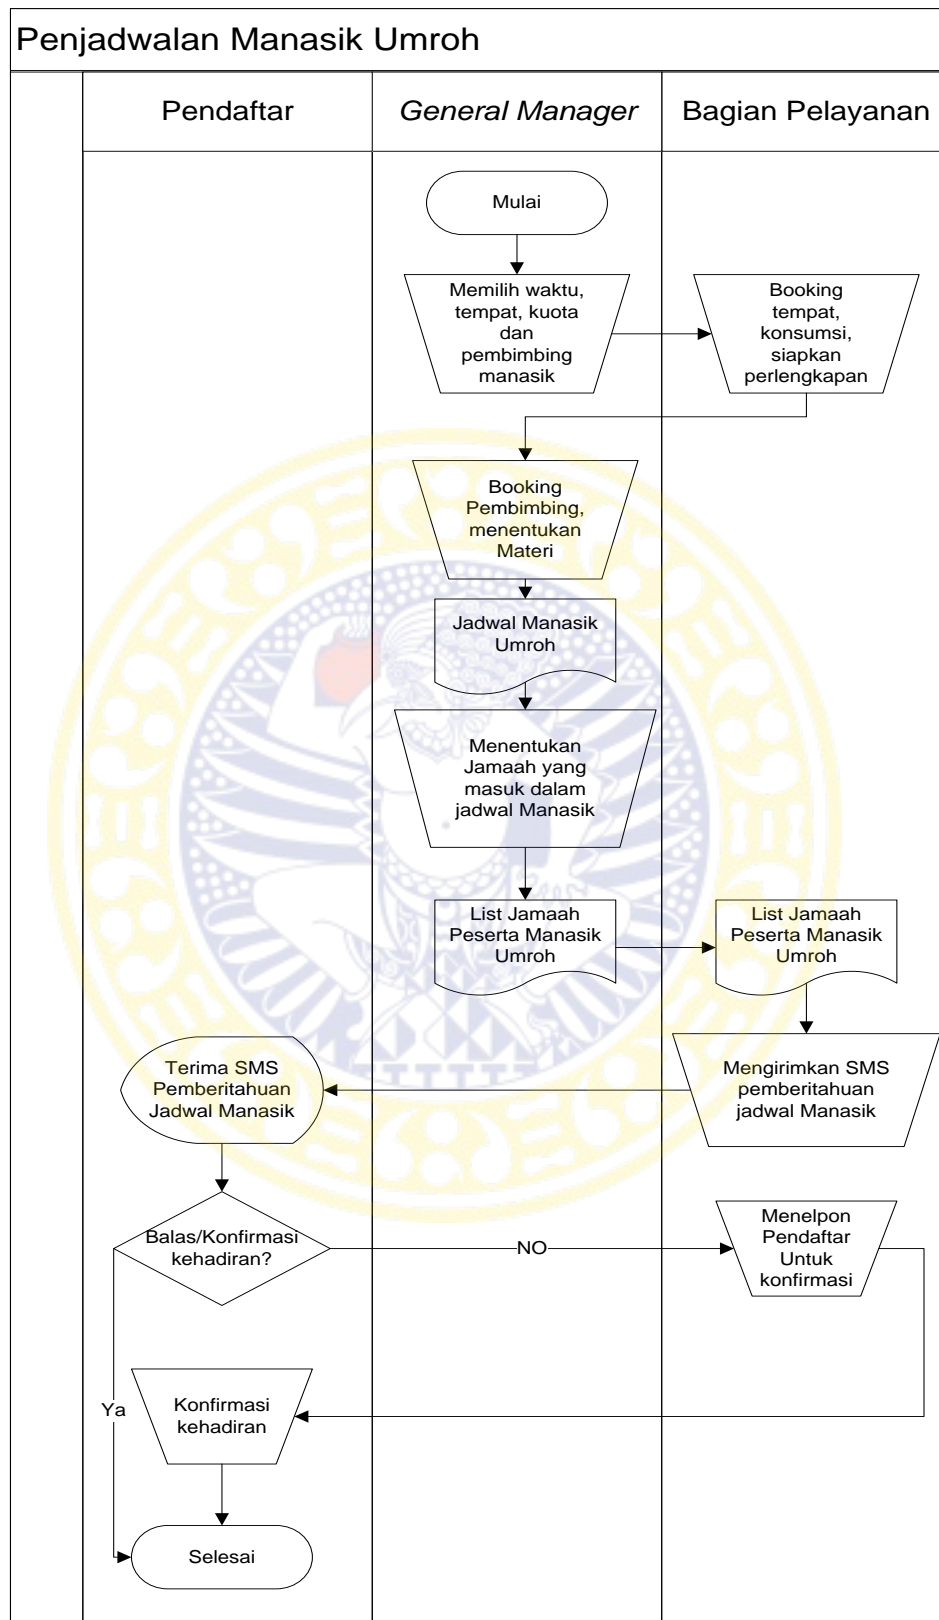 Penjadwalan Manasik Umroh
Pendaftar
General Manager
Bagian Pelayanan
Mulai
Memilih waktu,
tempat, kuota
dan
pembimbing
manasik
Booking
tempat,
konsumsi,
siapkan
perlengkapan
Booking
Pembimbing,
menentukan
Materi
Jadwal Manasik
Umroh
Menentukan
Jamaah yang
masuk dalam
jadwal Manasik
List Jamaah
Peserta Manasik
Umroh
List Jamaah
Peserta Manasik
Umroh
Mengirimkan SMS
pemberitahuan
jadwal Manasik
Terima SMS
Pemberitahuan
Jadwal Manasik
Balas/Konfirmasi
kehadiran?
NO
Menelpon
Pendaftar
Untuk
konfirmasi
Ya
Konfirmasi
kehadiran
Selesai